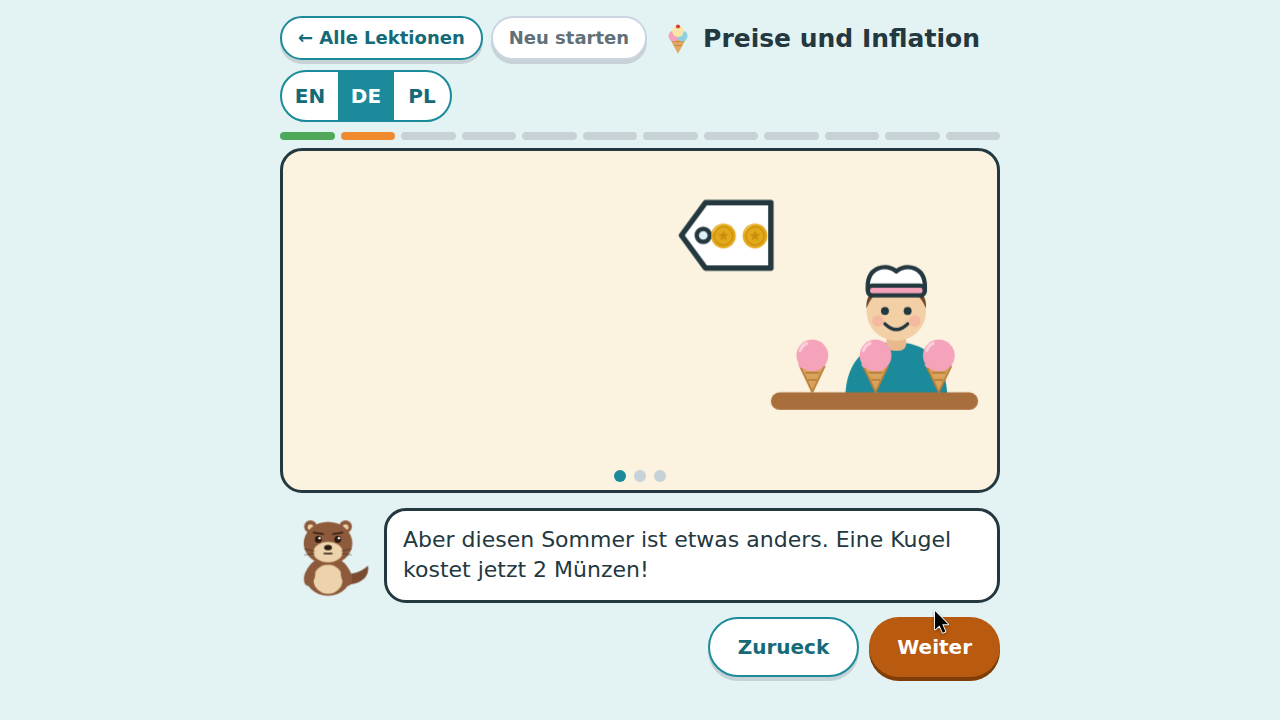 ← Alle Lektionen
Neu starten
Preise und Inflation
EN DE PL
Aber diesen Sommer ist etwas anders. Eine Kugel
kostet jetzt 2 Münzen!
Zurueck
Weiter